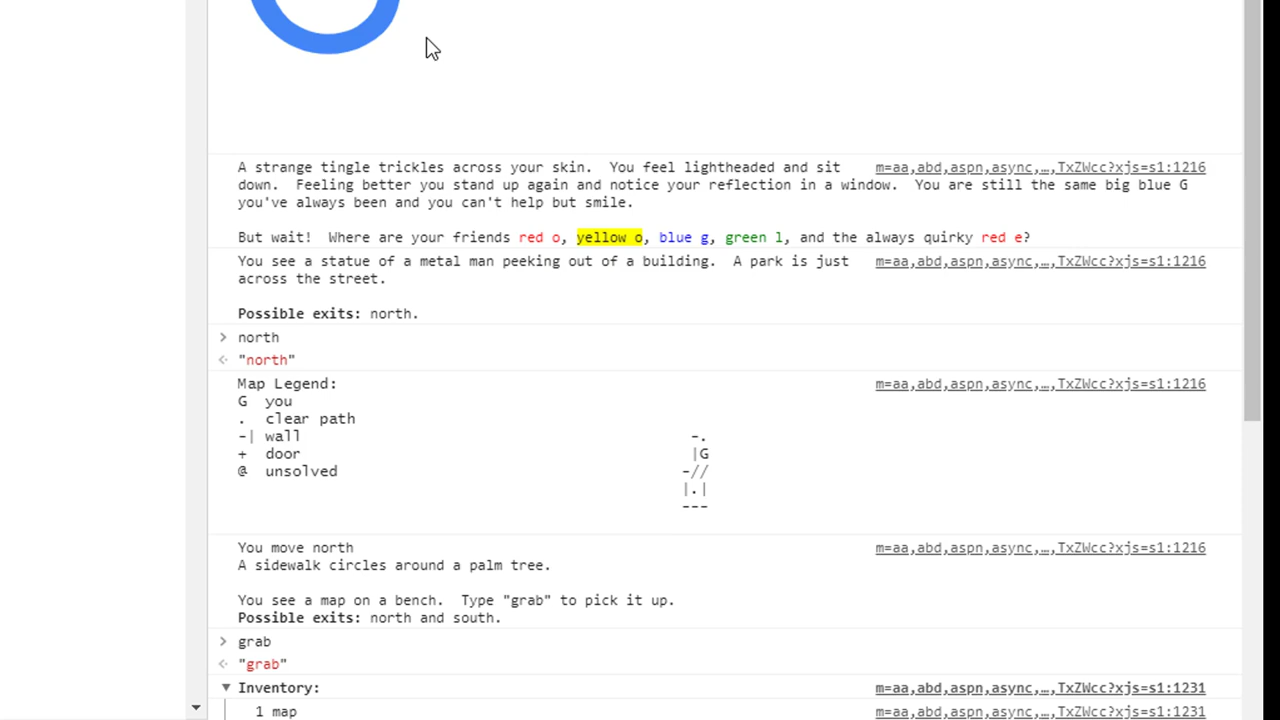 A strange tingle trickles across your skin.  You feel lightheaded and sit m=aa,abd,aspn,async,…,TxZWcc?xjs=s1:1216
down.  Feeling better you stand up again and notice your reflection in a window.  You are still the same big blue G
you've always been and you can't help but smile.
But wait!  Where are your friends red o, yellow o, blue g, green l, and the always quirky red e?
You see a statue of a metal man peeking out of a building.  A park is just m=aa,abd,aspn,async,…,TxZWcc?xjs=s1:1216
across the street.
Possible exits: north.
> north
"north"
Map Legend: m=aa,abd,aspn,async,…,TxZWcc?xjs=s1:1216
G  you
.  clear path
-| wall -.
+  door |G
@  unsolved -//
|.|
---
You move north m=aa,abd,aspn,async,…,TxZWcc?xjs=s1:1216
A sidewalk circles around a palm tree.
You see a map on a bench.  Type "grab" to pick it up.
Possible exits: north and south.
> grab
"grab"
▼ Inventory: m=aa,abd,aspn,async,…,TxZWcc?xjs=s1:1231
1 map m=aa,abd,aspn,async,…,TxZWcc?xjs=s1:1231